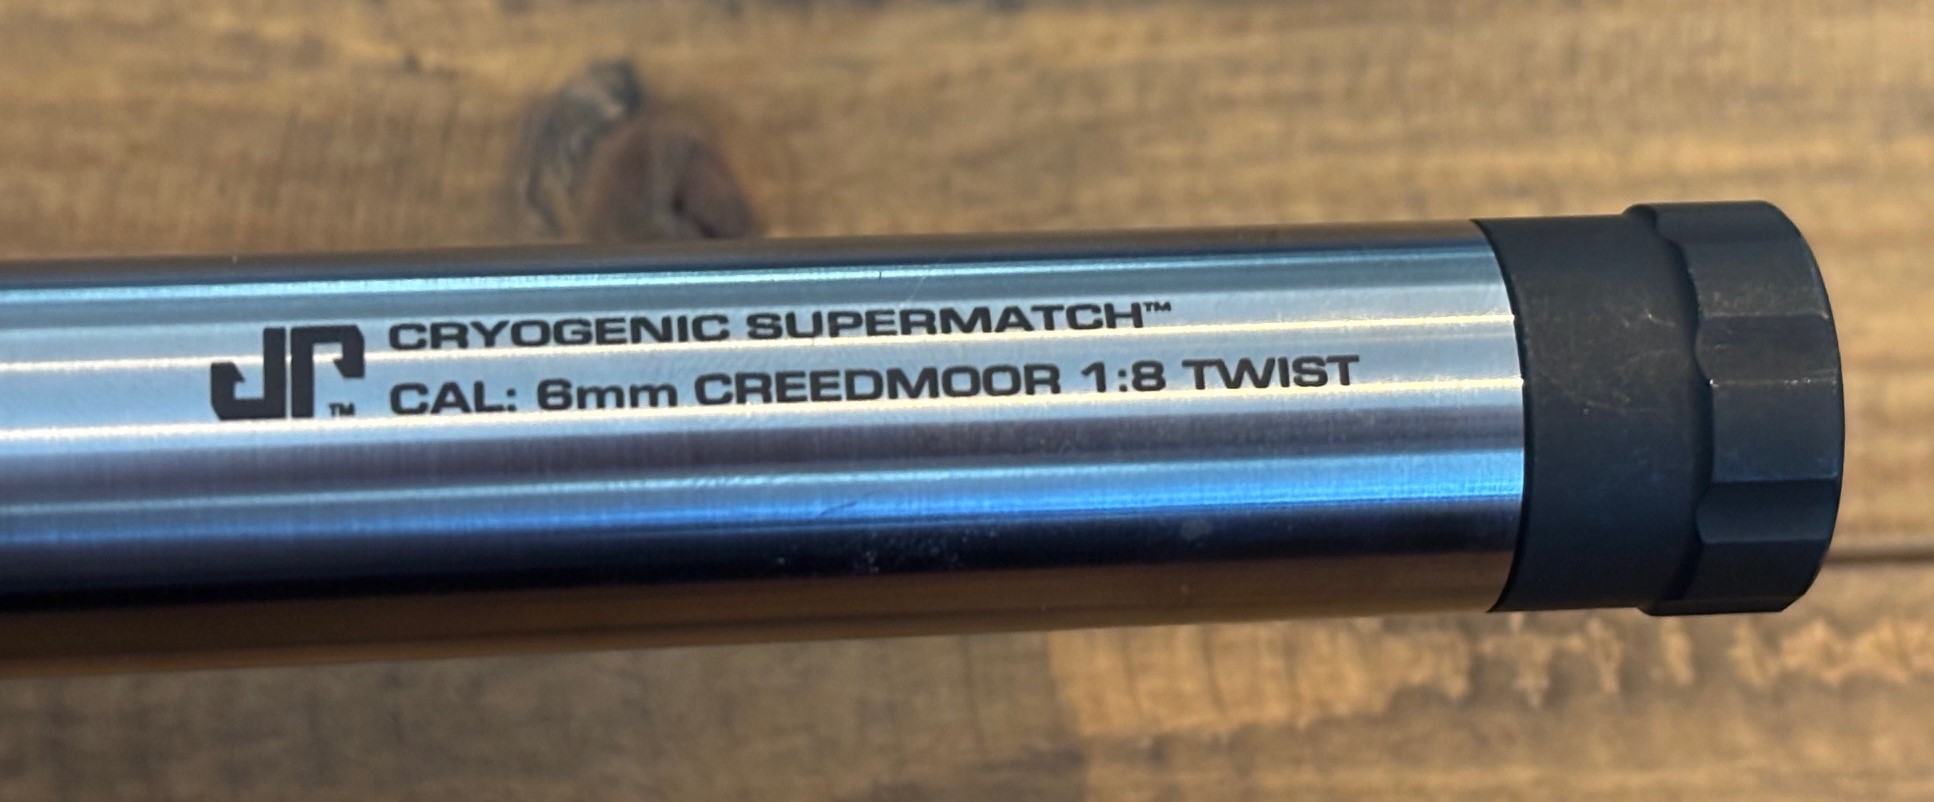 JP™
CRYOGENIC SUPERMATCH™
CAL: 6mm CREEDMOOR 1:8 TWIST